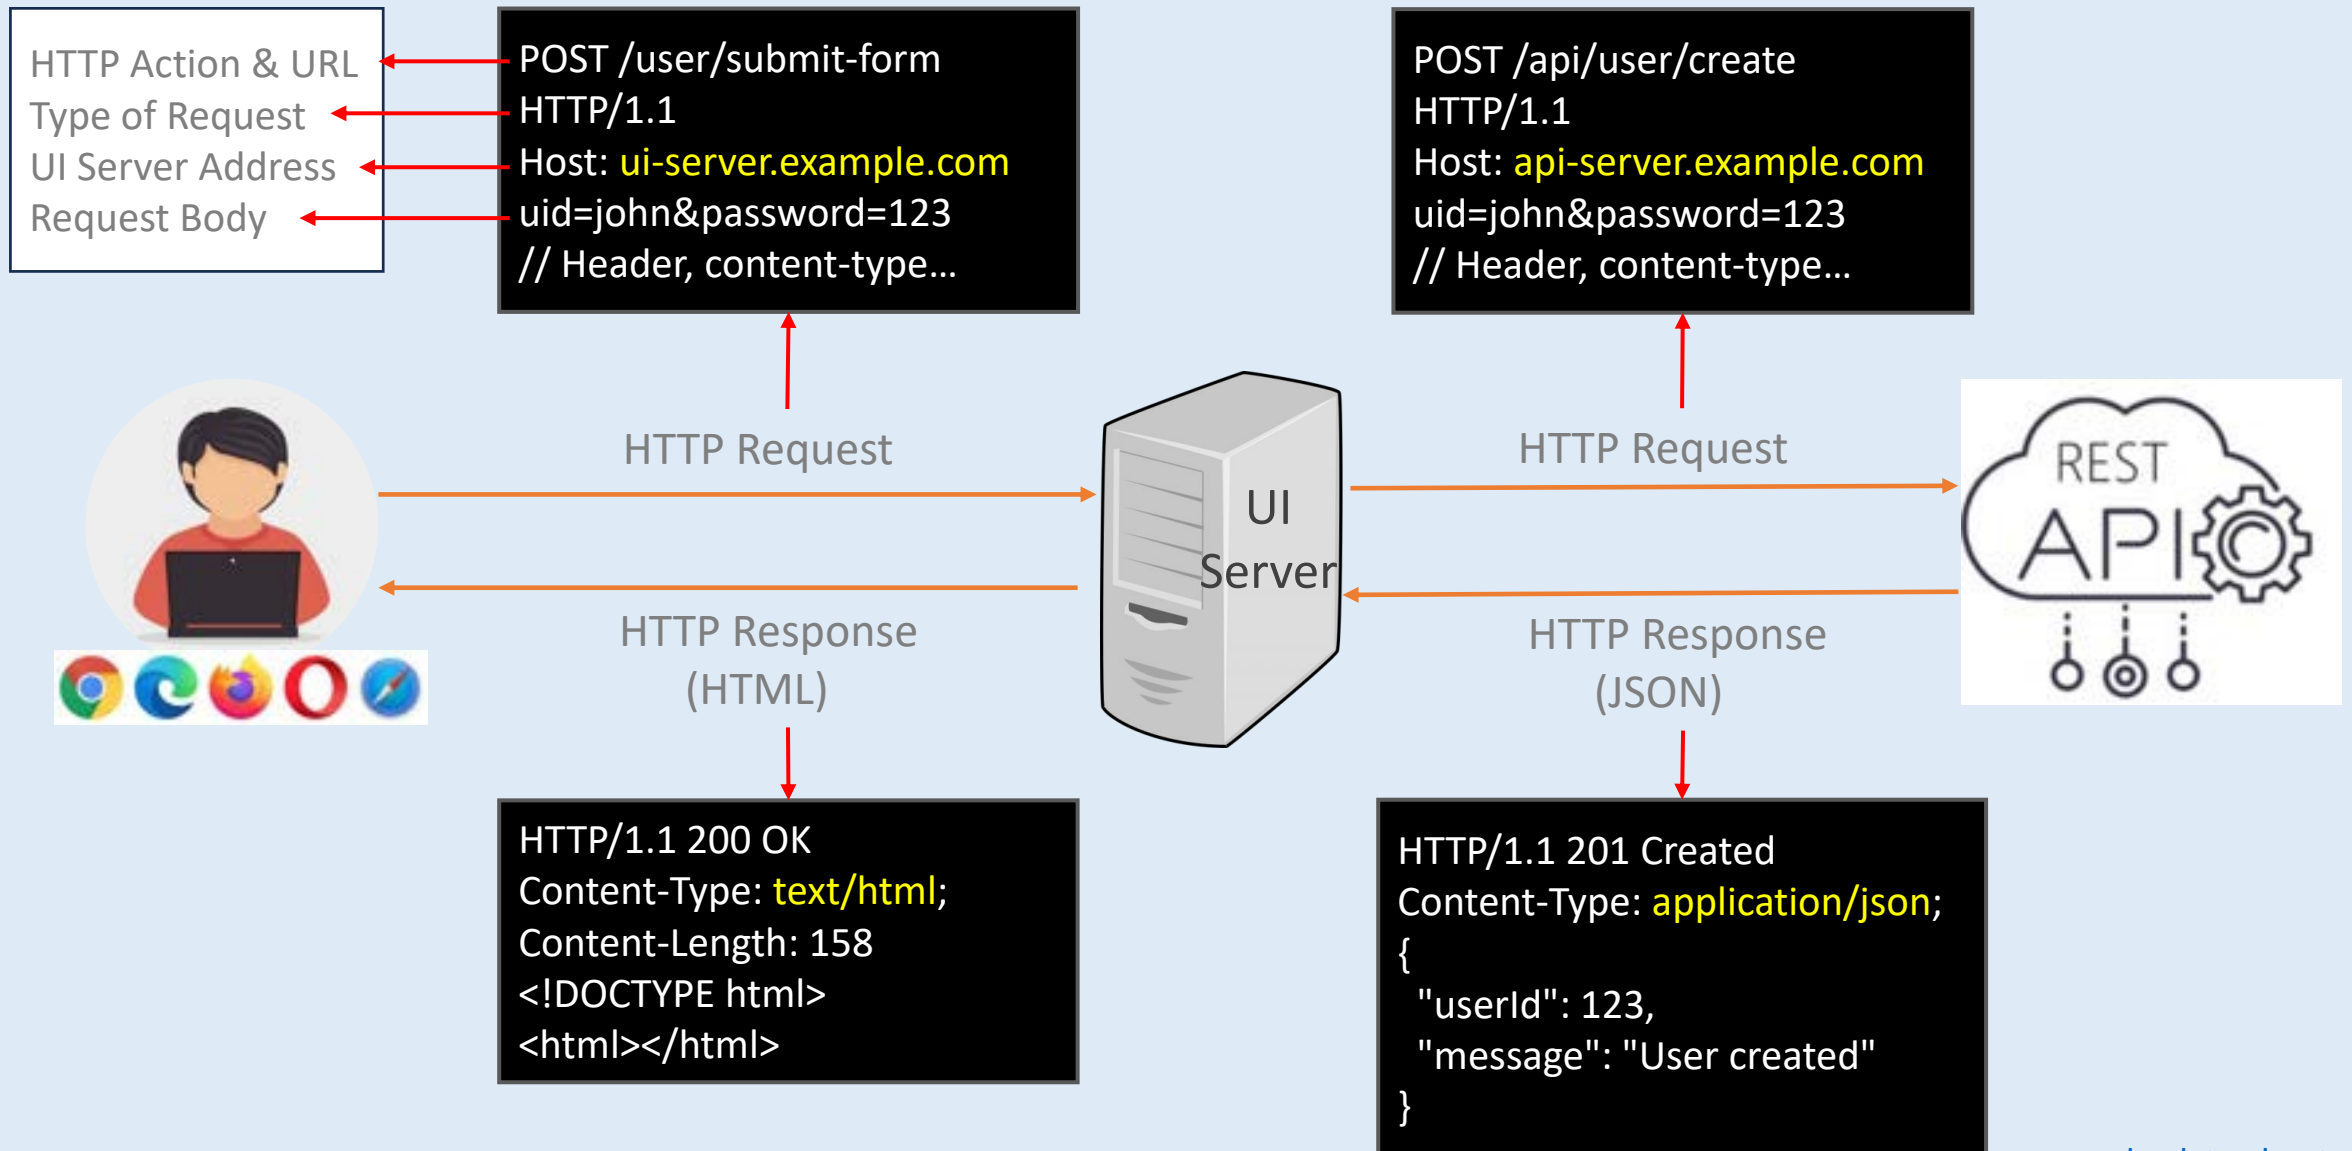 HTTP Action & URL
Type of Request
UI Server Address
Request Body
POST /user/submit-form
HTTP/1.1
Host: ui-server.example.com
uid=john&password=123
// Header, content-type...
POST /api/user/create
HTTP/1.1
Host: api-server.example.com
uid=john&password=123
// Header, content-type...
HTTP Request
HTTP Request
UI
Server
REST
API
HTTP Response
(HTML)
HTTP Response
(JSON)
HTTP/1.1 200 OK
Content-Type: text/html;
Content-Length: 158
<!DOCTYPE html>
<html></html>
HTTP/1.1 201 Created
Content-Type: application/json;
{
"userId": 123,
"message": "User created"
}